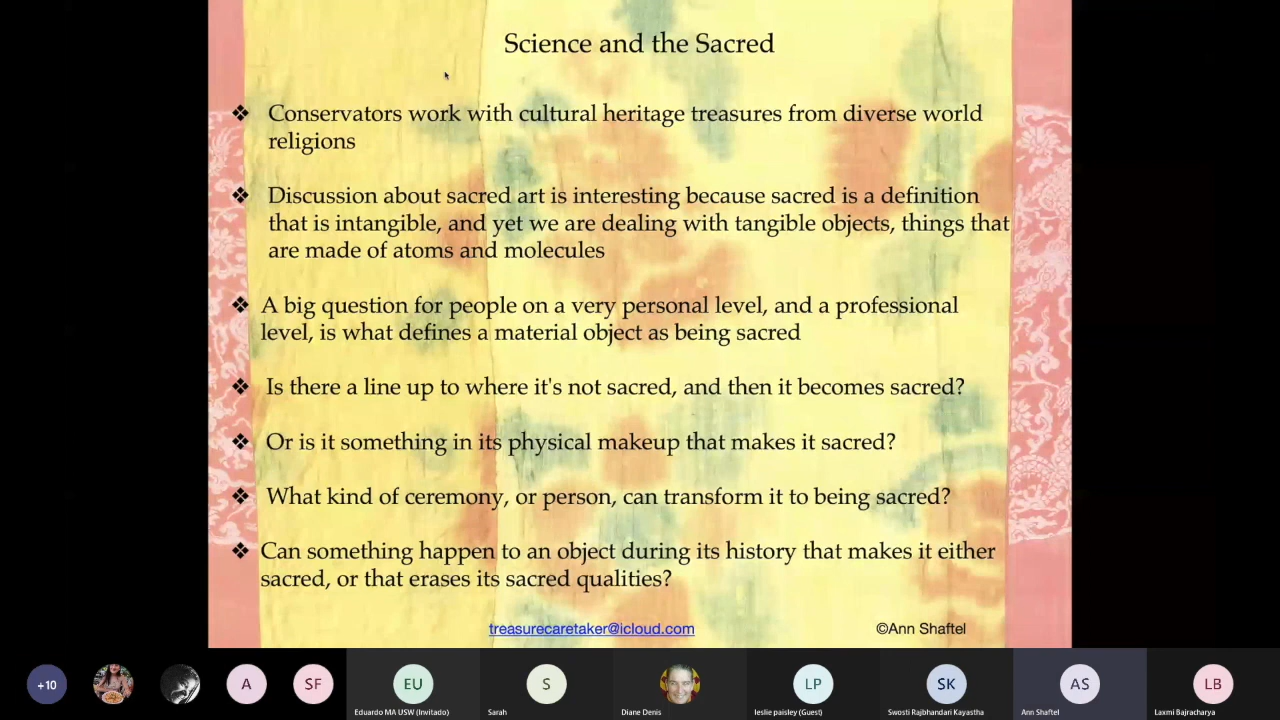 Science and the Sacred
❖ Conservators work with cultural heritage treasures from diverse world
religions
❖ Discussion about sacred art is interesting because sacred is a definition
that is intangible, and yet we are dealing with tangible objects, things that
are made of atoms and molecules
❖ A big question for people on a very personal level, and a professional
level, is what defines a material object as being sacred
❖ Is there a line up to where it's not sacred, and then it becomes sacred?
❖ Or is it something in its physical makeup that makes it sacred?
❖ What kind of ceremony, or person, can transform it to being sacred?
❖ Can something happen to an object during its history that makes it either
sacred, or that erases its sacred qualities?
treasurecaretaker@icloud.com ©Ann Shaftel
+10 A SF EU S LP SK AS LB
Eduardo MA USW (Invitado) Sarah Diane Denis leslie paisley (Guest) Swosti Rajbhandari Kayastha Ann Shaftel Laxmi Bajracharya